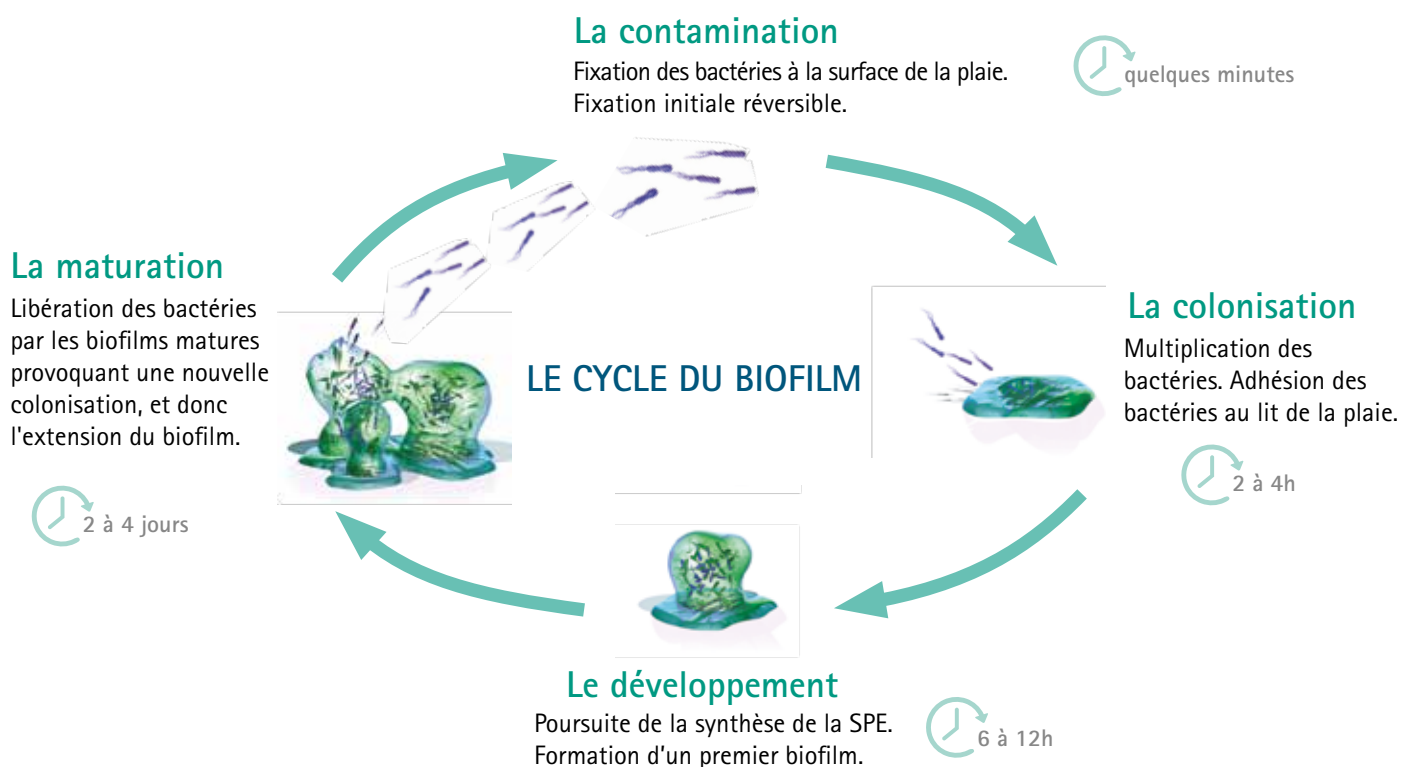 La contamination
Fixation des bactéries à la surface de la plaie.
Fixation initiale réversible.
quelques minutes
La maturation
Libération des bactéries
par les biofilms matures
provoquant une nouvelle
colonisation, et donc
l'extension du biofilm.
2 à 4 jours
LE CYCLE DU BIOFILM
La colonisation
Multiplication des
bactéries. Adhésion des
bactéries au lit de la plaie.
2 à 4h
Le développement
Poursuite de la synthèse de la SPE.
Formation d'un premier biofilm.
6 à 12h